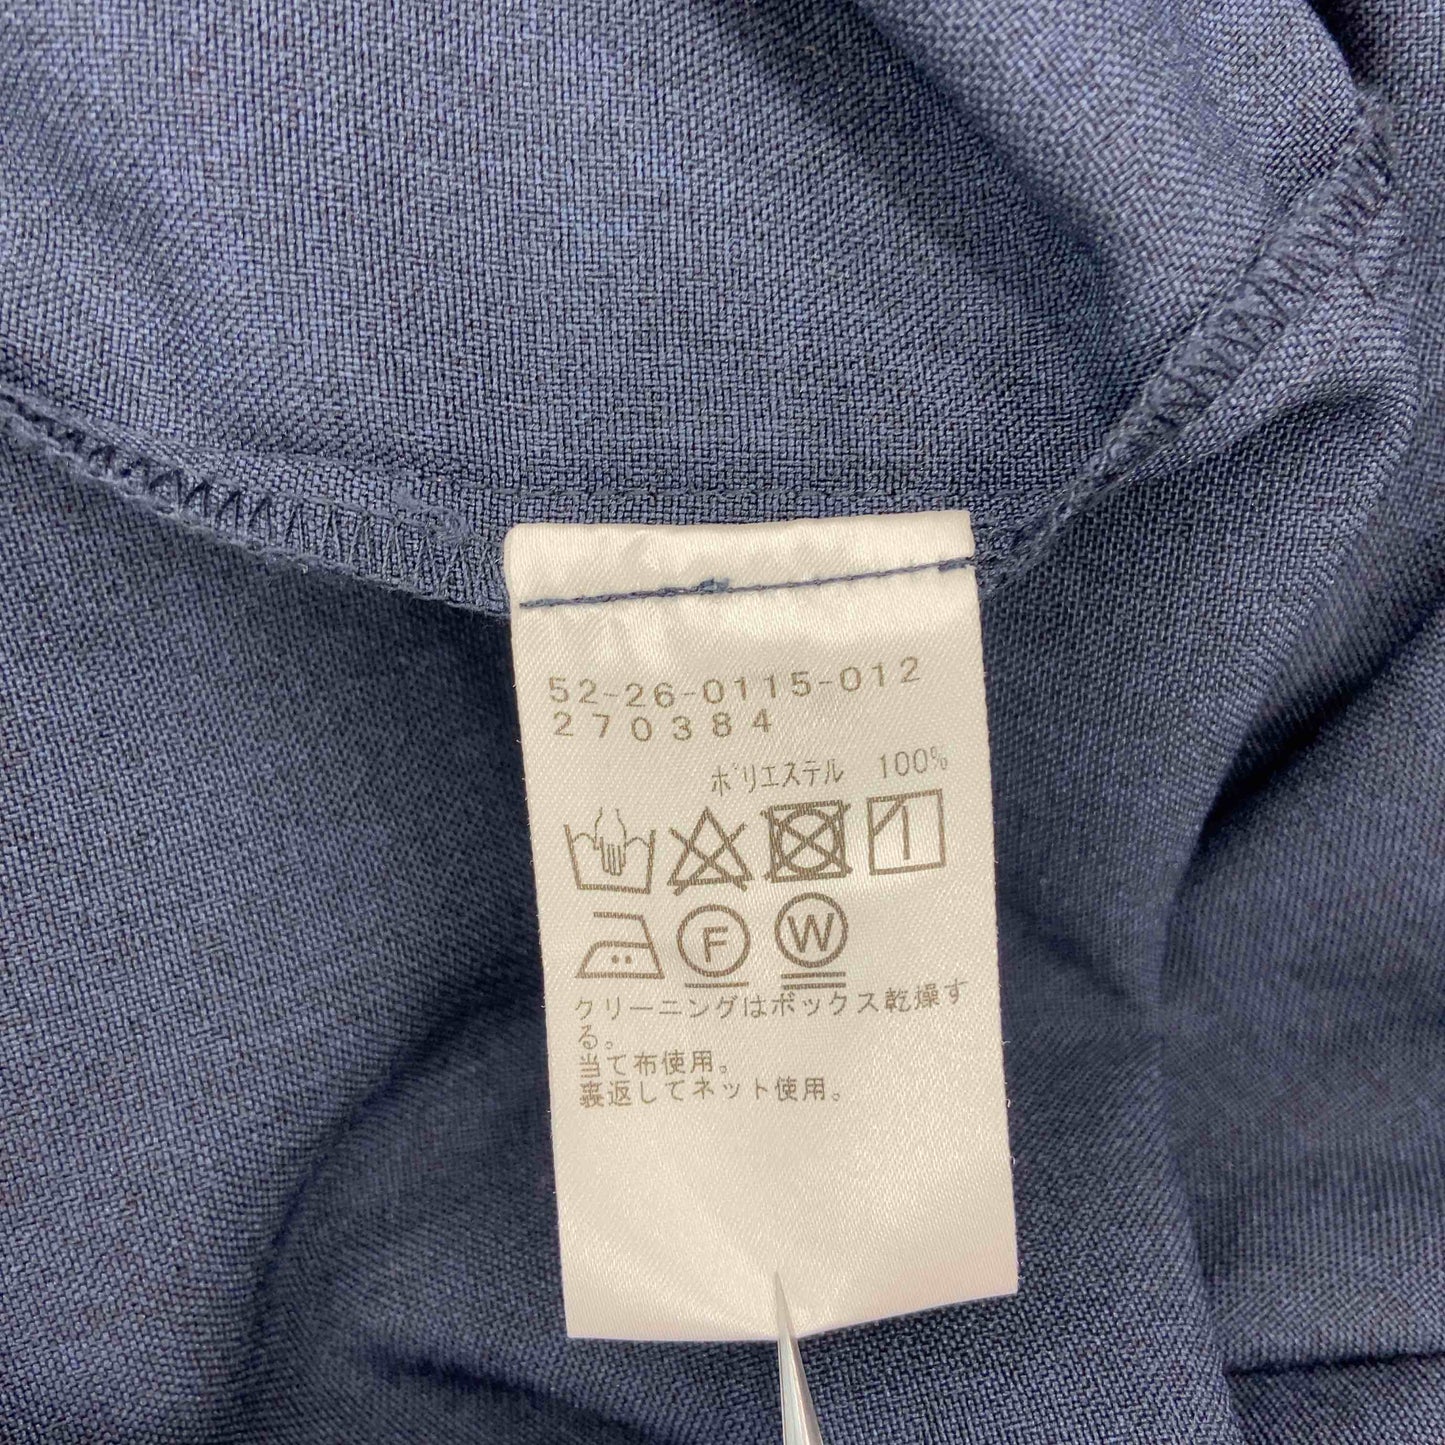 52-26-0115-012
270384
ポリエステル 100%
F W
クリーニングはボックス乾燥す
る。
当て布使用。
裏返してネット使用。